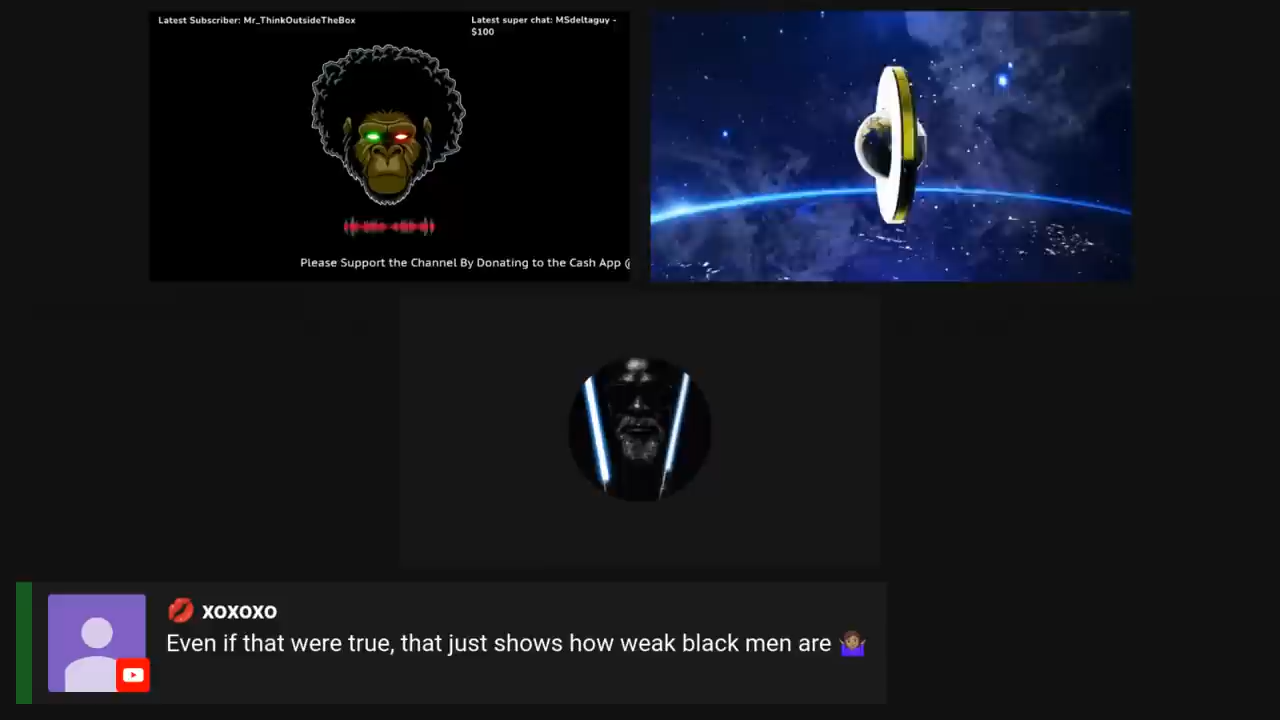 Latest Subscriber: Mr_ThinkOutsideTheBox
Latest super chat: MSdeltaguy -
$100
Please Support the Channel By Donating to the Cash App @
💋 xoxoxo
Even if that were true, that just shows how weak black men are 🤷🏽‍♀️